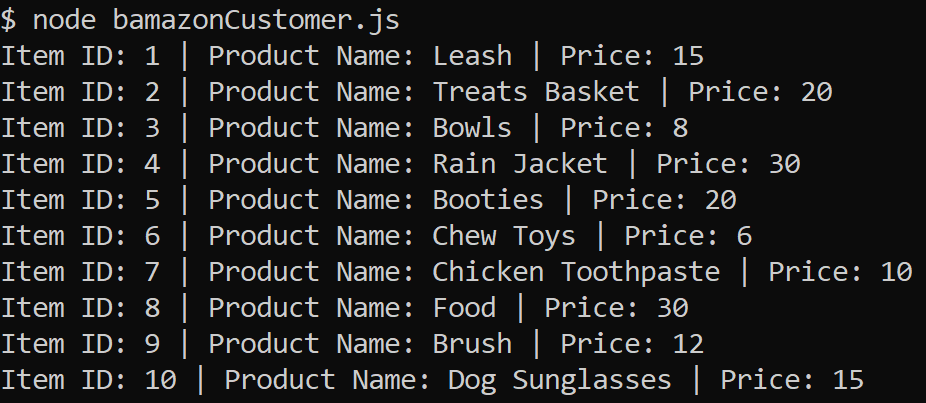 $ node bamazonCustomer.js
Item ID: 1 | Product Name: Leash | Price: 15
Item ID: 2 | Product Name: Treats Basket | Price: 20
Item ID: 3 | Product Name: Bowls | Price: 8
Item ID: 4 | Product Name: Rain Jacket | Price: 30
Item ID: 5 | Product Name: Booties | Price: 20
Item ID: 6 | Product Name: Chew Toys | Price: 6
Item ID: 7 | Product Name: Chicken Toothpaste | Price: 10
Item ID: 8 | Product Name: Food | Price: 30
Item ID: 9 | Product Name: Brush | Price: 12
Item ID: 10 | Product Name: Dog Sunglasses | Price: 15